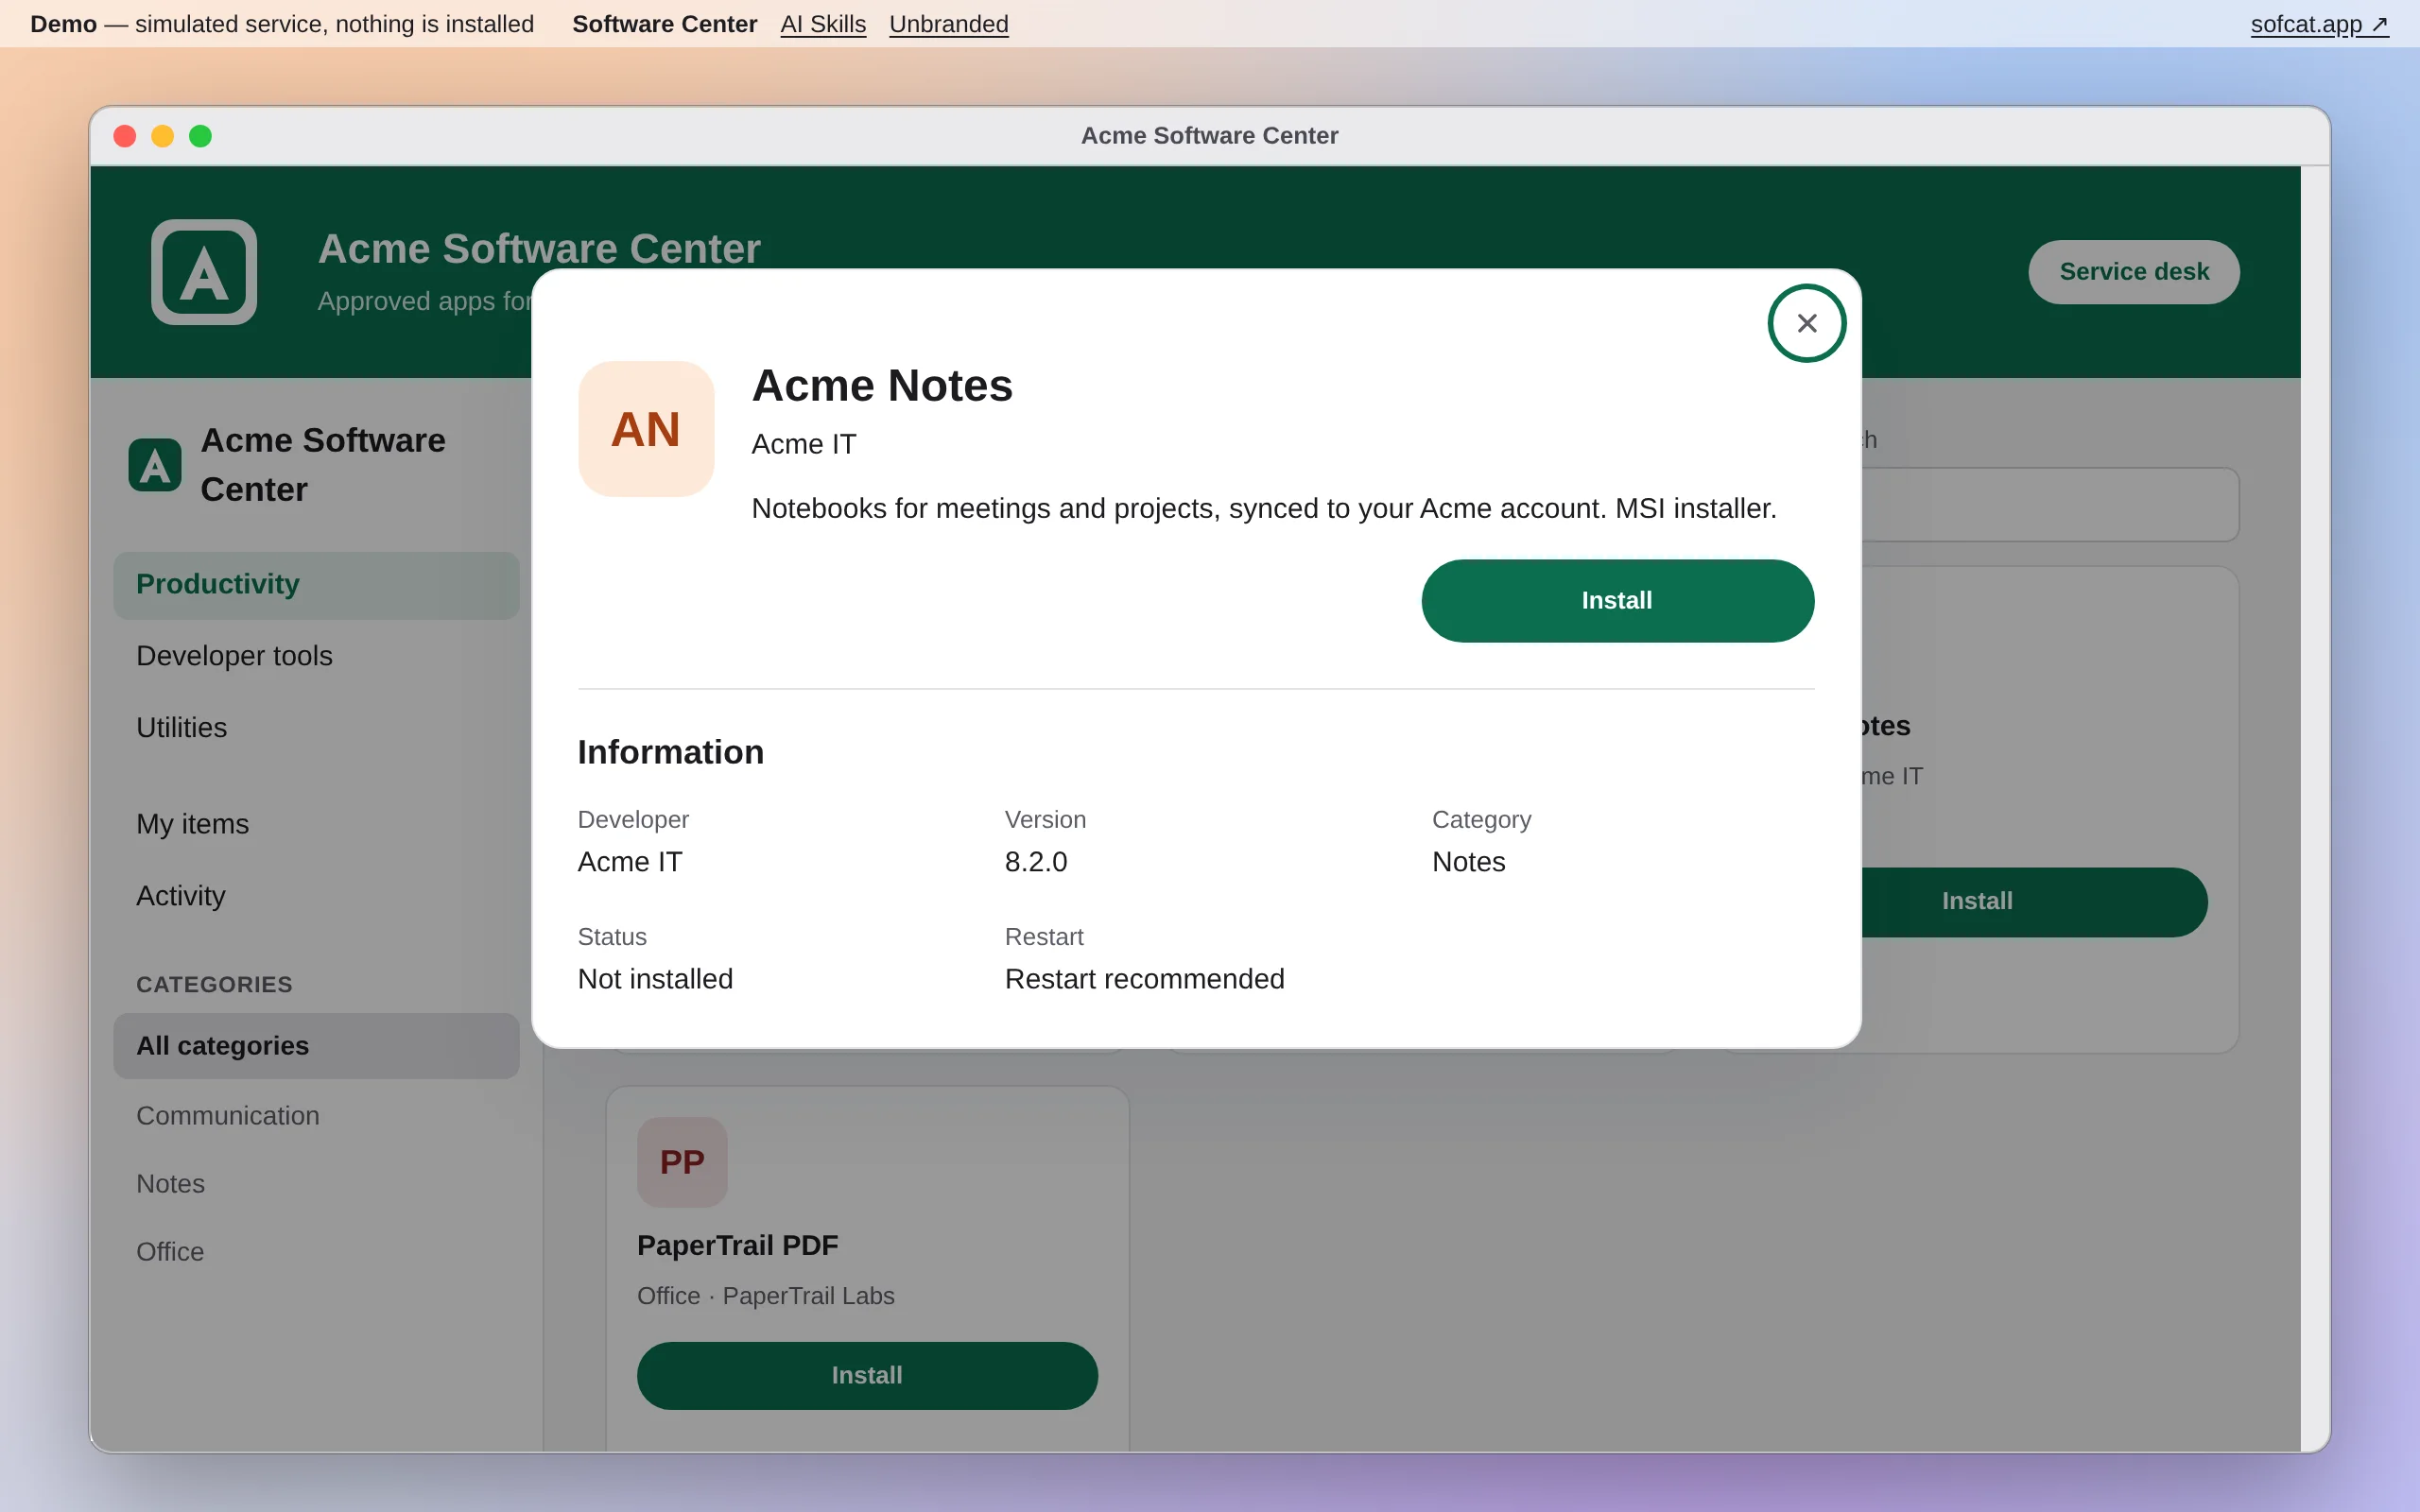 Demo — simulated service, nothing is installed Software Center AI Skills Unbranded sofcat.app ↗
Acme Software Center
Acme Software Center
Approved apps for
Service desk
Acme Software
Center
Productivity
Developer tools
Utilities
My items
Activity
CATEGORIES
All categories
Communication
Notes
Office
AN
Acme Notes
Acme IT
Notebooks for meetings and projects, synced to your Acme account. MSI installer.
Install
Information
Developer Version Category
Acme IT 8.2.0 Notes
Status Restart
Not installed Restart recommended
Install
PP
PaperTrail PDF
Office · PaperTrail Labs
Install